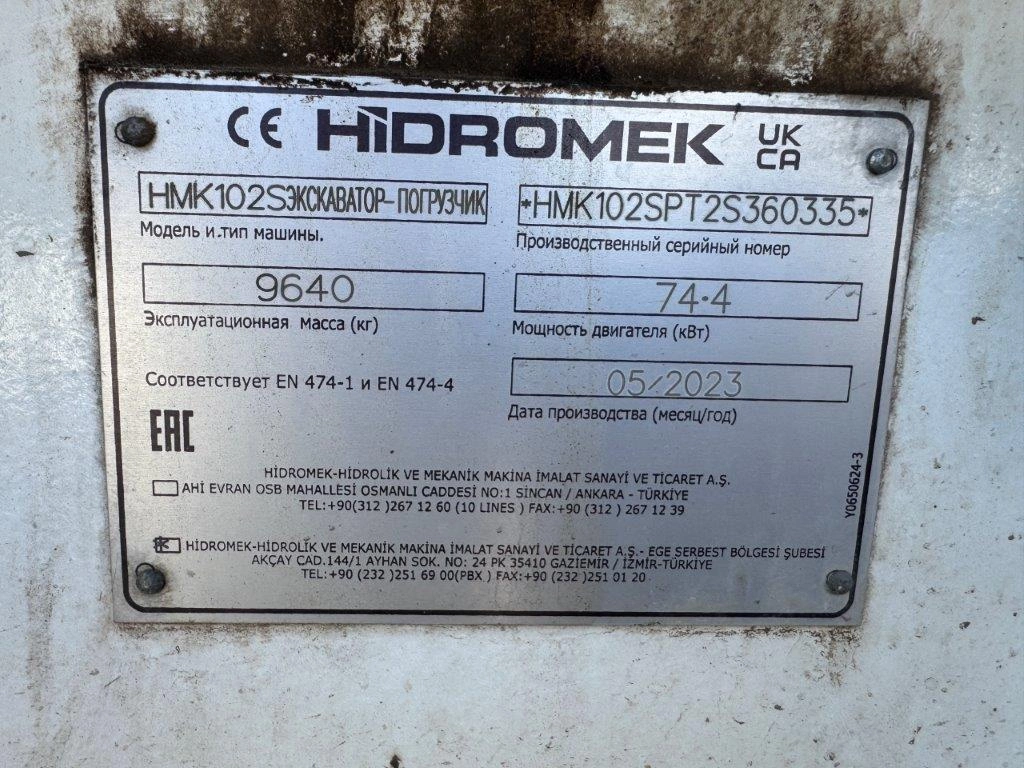 CE HİDROMEK UK CA
HMK102S ЭКСКАВАТОР-ПОГРУЗЧИК
Модель и.тип машины.
*HMK102SPT2S360335*
Производственный серийный номер
9640
Эксплуатационная масса (кг)
74.4
Мощность двигателя (кВт)
Соответствует EN 474-1 и EN 474-4
05/2023
Дата производства (месяц/год)
EAC
HİDROMEK-HİDROLİK VE MEKANİK MAKİNA İMALAT SANAYİ VE TİCARET A.Ş.
AHİ EVRAN OSB MAHALLESİ OSMANLI CADDESİ NO:1 SİNCAN / ANKARA - TÜRKİYE
TEL:+90(312 )267 12 60 (10 LINES ) FAX:+90 (312 ) 267 12 39
HİDROMEK-HİDROLİK VE MEKANİK MAKİNA İMALAT SANAYİ VE TİCARET A.Ş.- EGE SERBEST BÖLGESİ ŞUBESİ
AKÇAY CAD.144/1 AYHAN SOK. NO: 24 PK 35410 GAZİEMİR / İZMİR-TÜRKİYE
TEL:+90 (232 )251 69 00(PBX ) FAX:+90 (232 )251 01 20
Y0650624-3